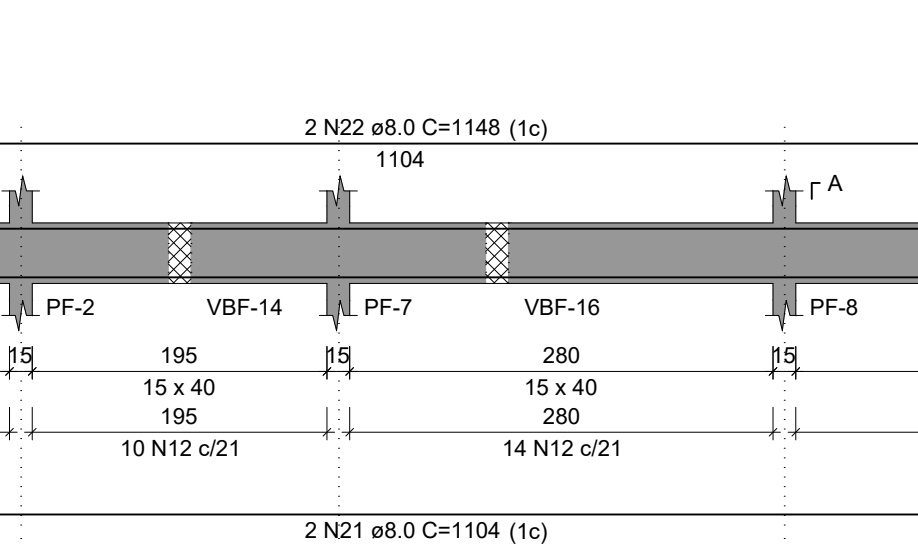 2 N22 ø8.0 C=1148 (1c)
1104
A
PF-2 VBF-14 PF-7 VBF-16 PF-8
15 195 15 280 15
15 x 40 15 x 40
195 280
10 N12 c/21 14 N12 c/21
2 N21 ø8.0 C=1104 (1c)